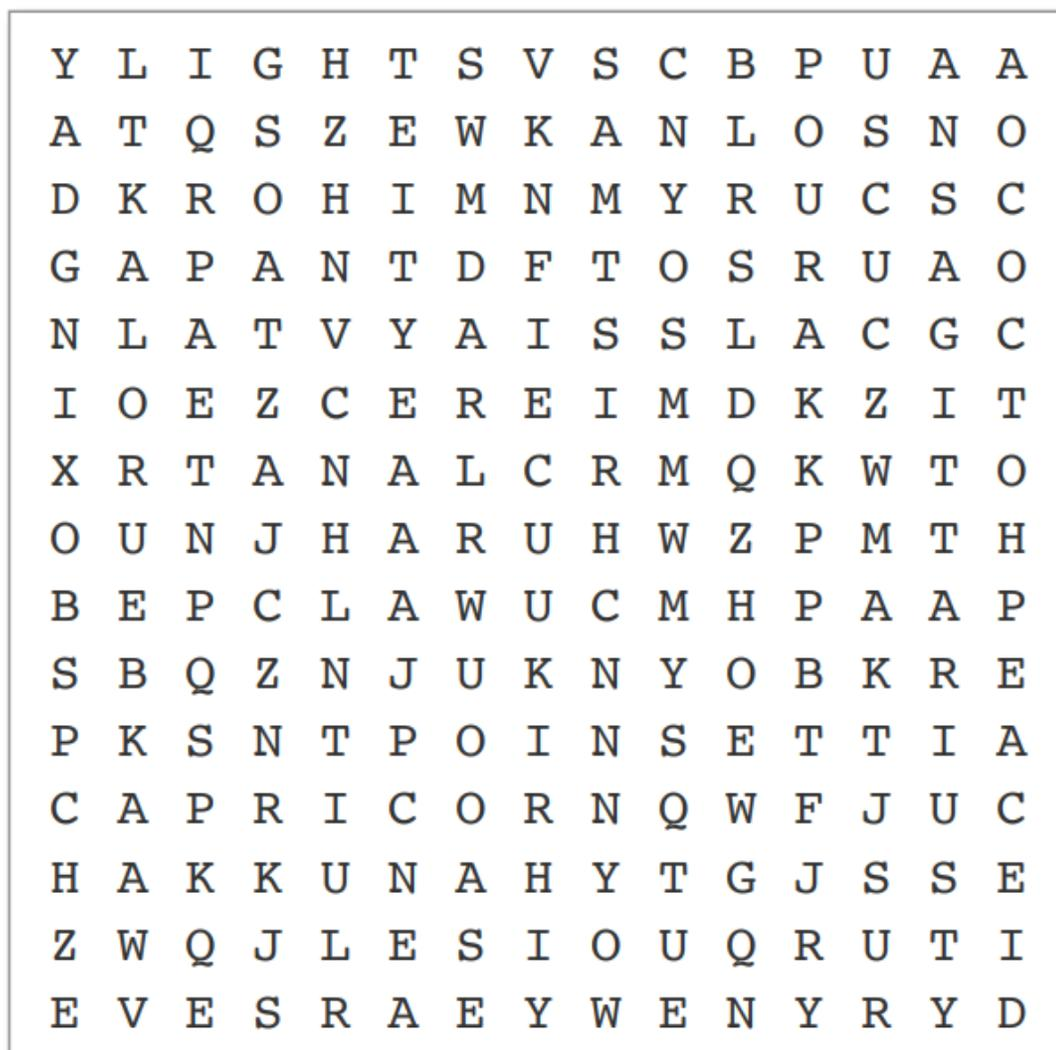 Y L I G H T S V S C B P U A A
A T Q S Z E W K A N L O S N O
D K R O H I M N M Y R U C S C
G A P A N T D F T O S R U A O
N L A T V Y A I S S L A C G C
I O E Z C E R E I M D K Z I T
X R T A N A L C R M Q K W T O
O U N J H A R U H W Z P M T H
B E P C L A W U C M H P A A P
S B Q Z N J U K N Y O B K R E
P K S N T P O I N S E T T I A
C A P R I C O R N Q W F J U C
H A K K U N A H Y T G J S S E
Z W Q J L E S I O U Q R U T I
E V E S R A E Y W E N Y R Y D